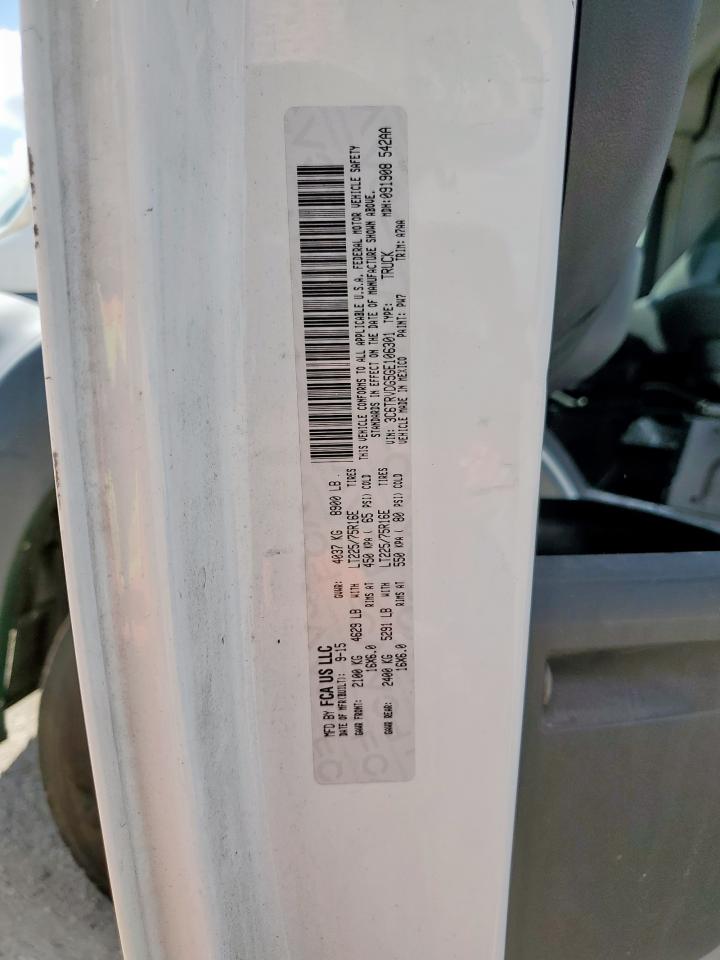 MFD BY FCA US LLC
DATE OF MFR(BUILT): 9-15 GVWR: 4037 KG 8900 LB
GAWR FRONT: 2100 KG 4629 LB WITH LT225/75R16E TIRES
16X6.0 RIMS AT 450 KPA ( 65 PSI) COLD
GAWR REAR: 2400 KG 5291 LB WITH LT225/75R16E TIRES
16X6.0 RIMS AT 550 KPA ( 80 PSI) COLD
THIS VEHICLE CONFORMS TO ALL APPLICABLE U.S.A. FEDERAL MOTOR VEHICLE SAFETY
STANDARDS IN EFFECT ON THE DATE OF MANUFACTURE SHOWN ABOVE.
VIN: 3C6TRVDG5GE106301 TYPE: TRUCK MDH:091908 542AA
VEHICLE MADE IN MEXICO PAINT: PW7 TRIM: A7AA